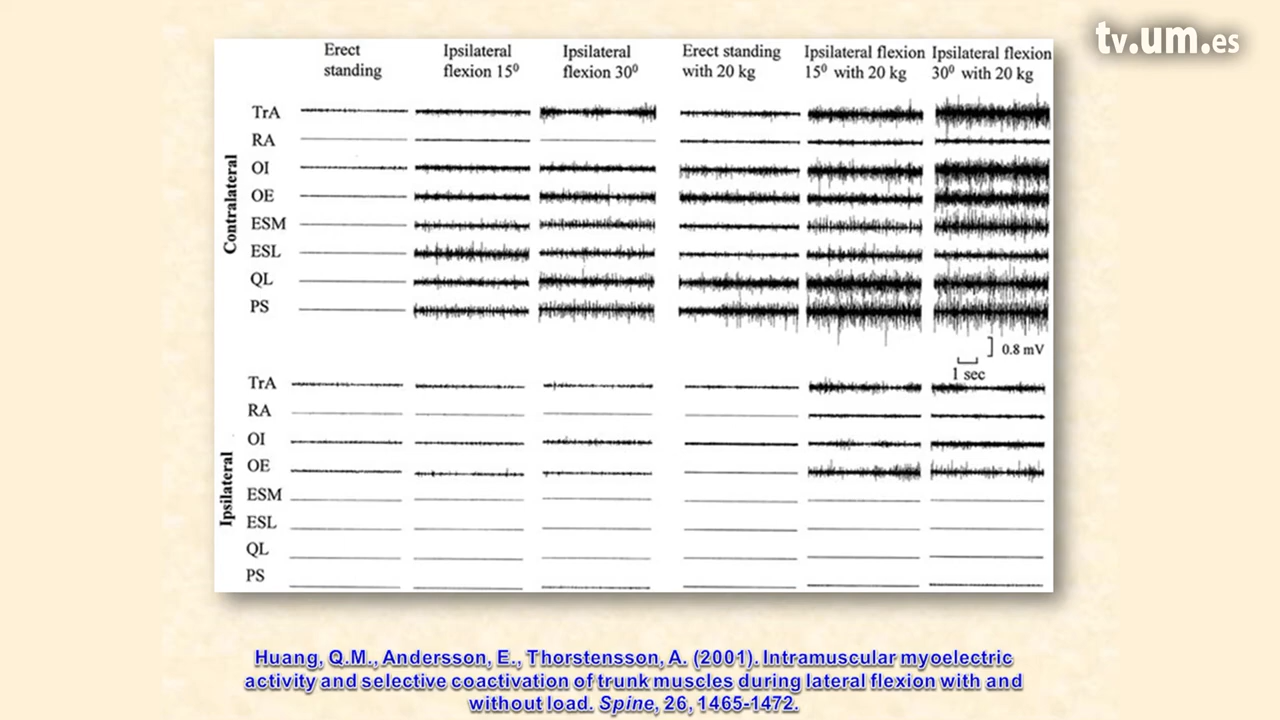 tv.um.es
Erect standing
Ipsilateral flexion 15⁰
Ipsilateral flexion 30⁰
Erect standing with 20 kg
Ipsilateral flexion 15⁰ with 20 kg
Ipsilateral flexion 30⁰ with 20 kg
Contralateral
TrA
RA
OI
OE
ESM
ESL
QL
PS
0.8 mV
1 sec
Ipsilateral
TrA
RA
OI
OE
ESM
ESL
QL
PS
Huang, Q.M., Andersson, E., Thorstensson, A. (2001). Intramuscular myoelectric
activity and selective coactivation of trunk muscles during lateral flexion with and
without load. Spine, 26, 1465-1472.